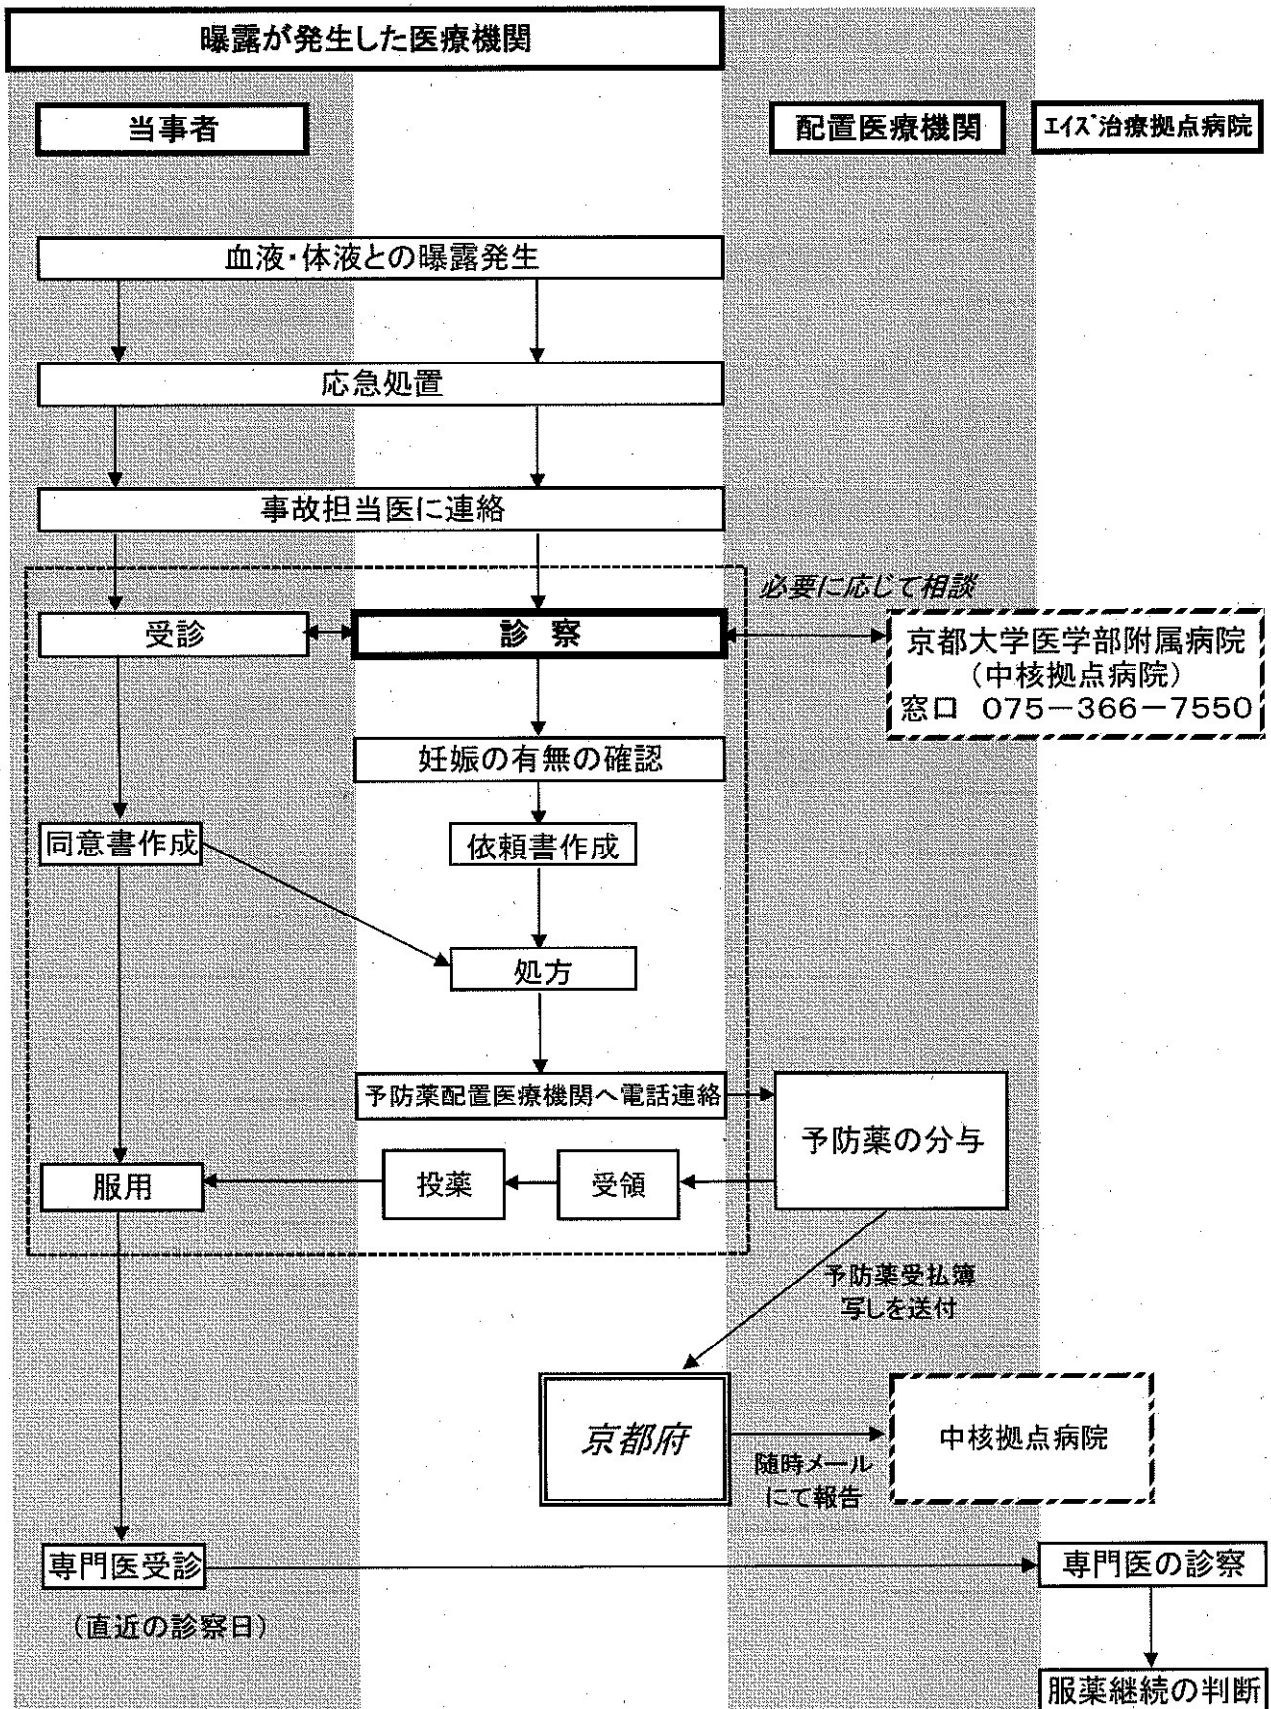 曝露が発生した医療機関
当事者
配置医療機関
ｴｲｽﾞ治療拠点病院
血液・体液との曝露発生
応急処置
事故担当医に連絡
必要に応じて相談
受診
診 察
京都大学医学部附属病院
（中核拠点病院）
窓口 075－366－7550
妊娠の有無の確認
同意書作成
依頼書作成
処方
予防薬配置医療機関へ電話連絡
予防薬の分与
服用
投薬
受領
予防薬受払簿
写しを送付
京都府
中核拠点病院
随時メール
にて報告
専門医受診
専門医の診察
（直近の診察日）
服薬継続の判断